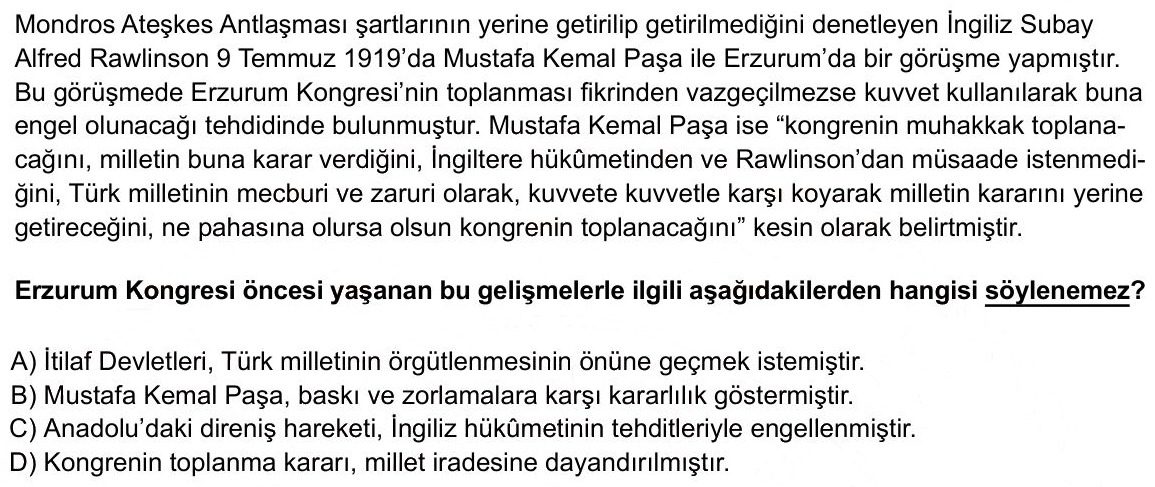 Mondros Ateşkes Antlaşması şartlarının yerine getirilip getirilmediğini denetleyen İngiliz Subay
Alfred Rawlinson 9 Temmuz 1919’da Mustafa Kemal Paşa ile Erzurum’da bir görüşme yapmıştır.
Bu görüşmede Erzurum Kongresi’nin toplanması fikrinden vazgeçilmezse kuvvet kullanılarak buna
engel olunacağı tehdidinde bulunmuştur. Mustafa Kemal Paşa ise “kongrenin muhakkak toplana-
cağını, milletin buna karar verdiğini, İngiltere hükûmetinden ve Rawlinson’dan müsaade istenmedi-
ğini, Türk milletinin mecburi ve zaruri olarak, kuvvete kuvvetle karşı koyarak milletin kararını yerine
getireceğini, ne pahasına olursa olsun kongrenin toplanacağını” kesin olarak belirtmiştir.
Erzurum Kongresi öncesi yaşanan bu gelişmelerle ilgili aşağıdakilerden hangisi söylenemez?
A) İtilaf Devletleri, Türk milletinin örgütlenmesinin önüne geçmek istemiştir.
B) Mustafa Kemal Paşa, baskı ve zorlamalara karşı kararlılık göstermiştir.
C) Anadolu’daki direniş hareketi, İngiliz hükûmetinin tehditleriyle engellenmiştir.
D) Kongrenin toplanma kararı, millet iradesine dayandırılmıştır.